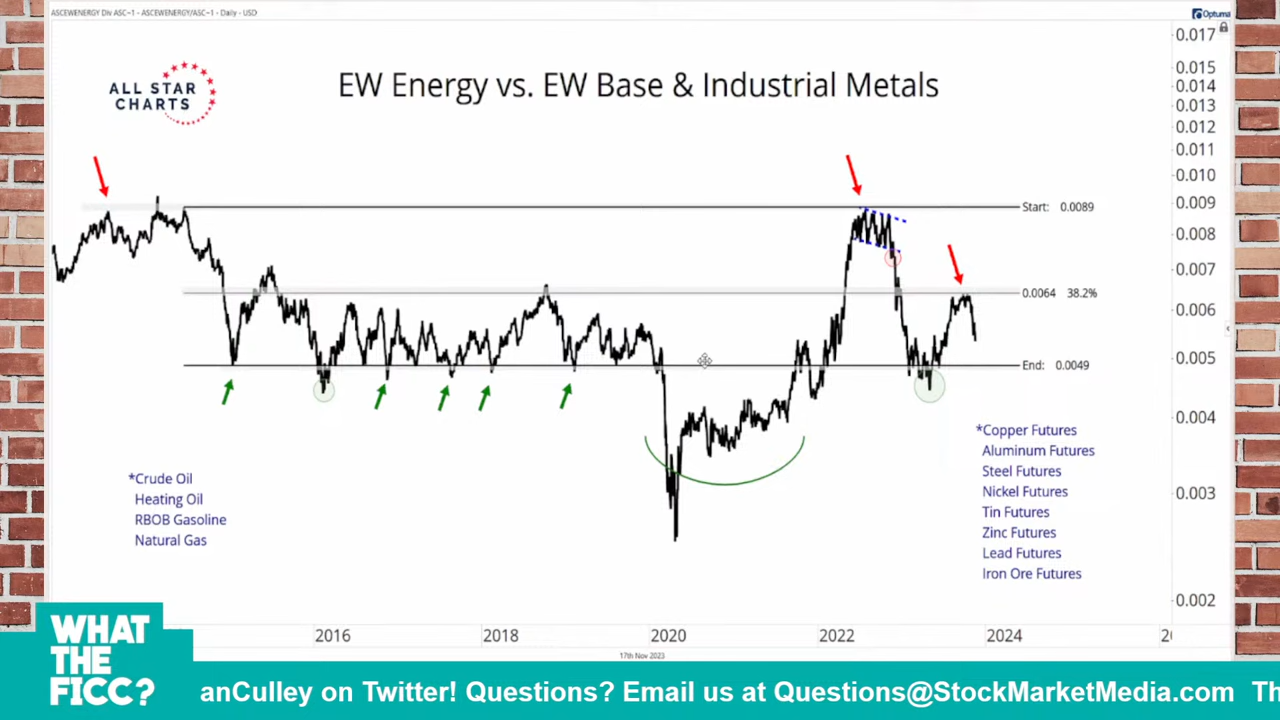 ASCEWENERGY Div ASC~1 - ASCEWENERGY/ASC~1 - Daily - USD
Optuma
ALL STAR
CHARTS
EW Energy vs. EW Base & Industrial Metals
0.017
0.015
0.014
0.013
0.012
0.011
0.010
0.009
0.008
0.007
0.006
0.005
0.004
0.003
0.002
Start: 0.0089
0.0064 38.2%
End: 0.0049
*Crude Oil
Heating Oil
RBOB Gasoline
Natural Gas
*Copper Futures
Aluminum Futures
Steel Futures
Nickel Futures
Tin Futures
Zinc Futures
Lead Futures
Iron Ore Futures
2016 2018 2020 2022 2024
17th Nov 2023
WHAT
THE
FICC?
anCulley on Twitter! Questions? Email us at Questions@StockMarketMedia.com Th